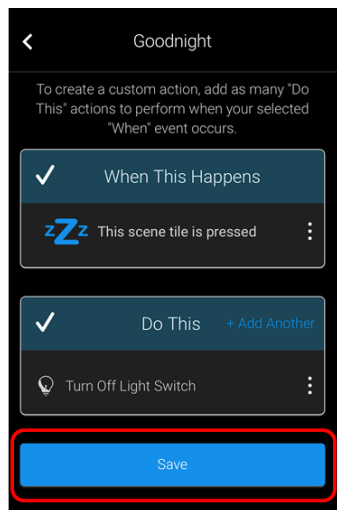 Goodnight
To create a custom action, add as many "Do
This" actions to perform when your selected
"When" event occurs.
When This Happens
zZz This scene tile is pressed
Do This + Add Another
Turn Off Light Switch
Save